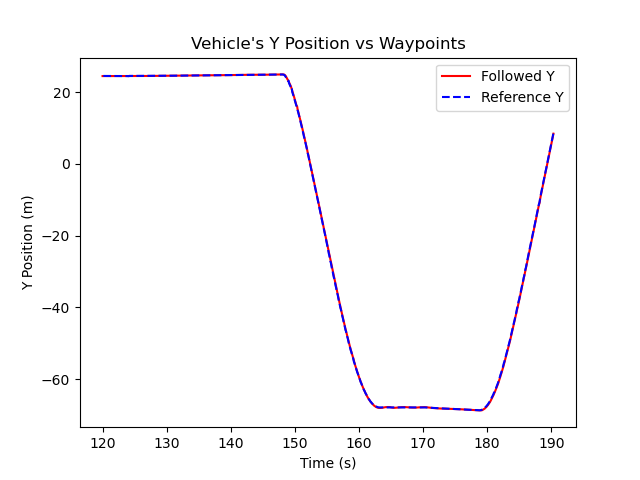 Vehicle's Y Position vs Waypoints
Followed Y
Reference Y
Y Position (m)
20
0
−20
−40
−60
120 130 140 150 160 170 180 190
Time (s)